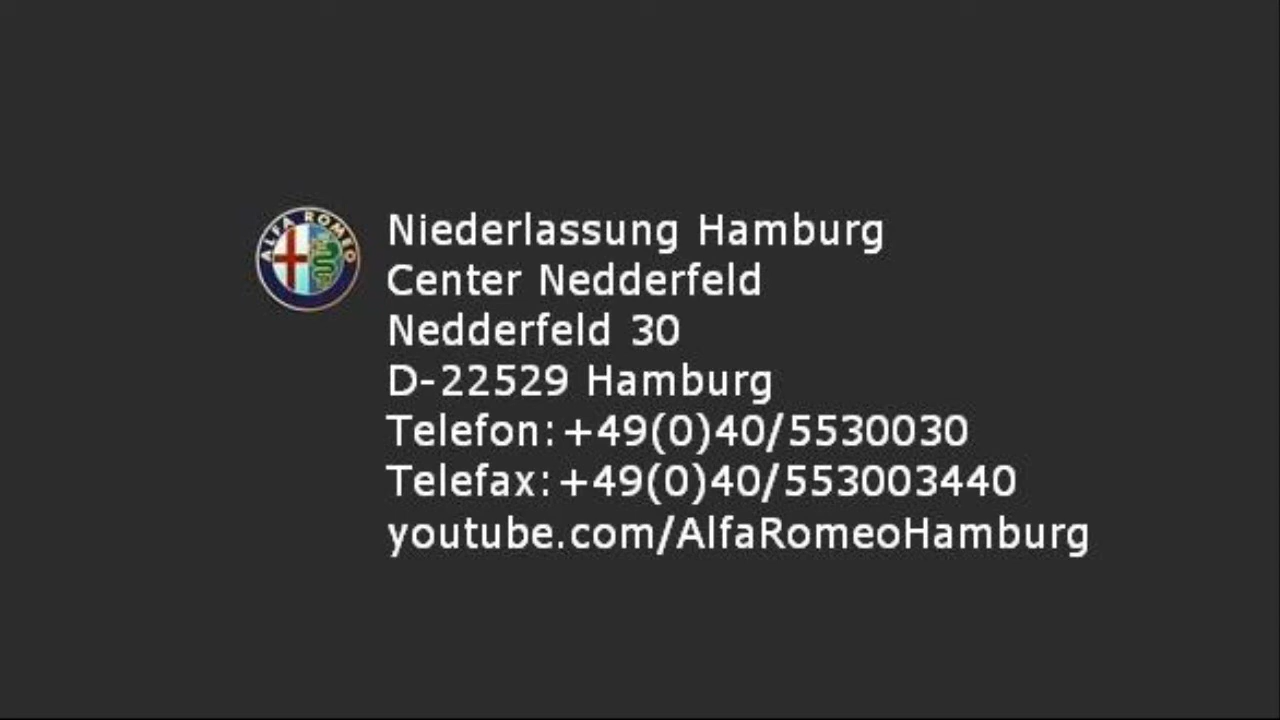 ALFA ROMEO
Niederlassung Hamburg
Center Nedderfeld
Nedderfeld 30
D-22529 Hamburg
Telefon:+49(0)40/5530030
Telefax:+49(0)40/553003440
youtube.com/AlfaRomeoHamburg